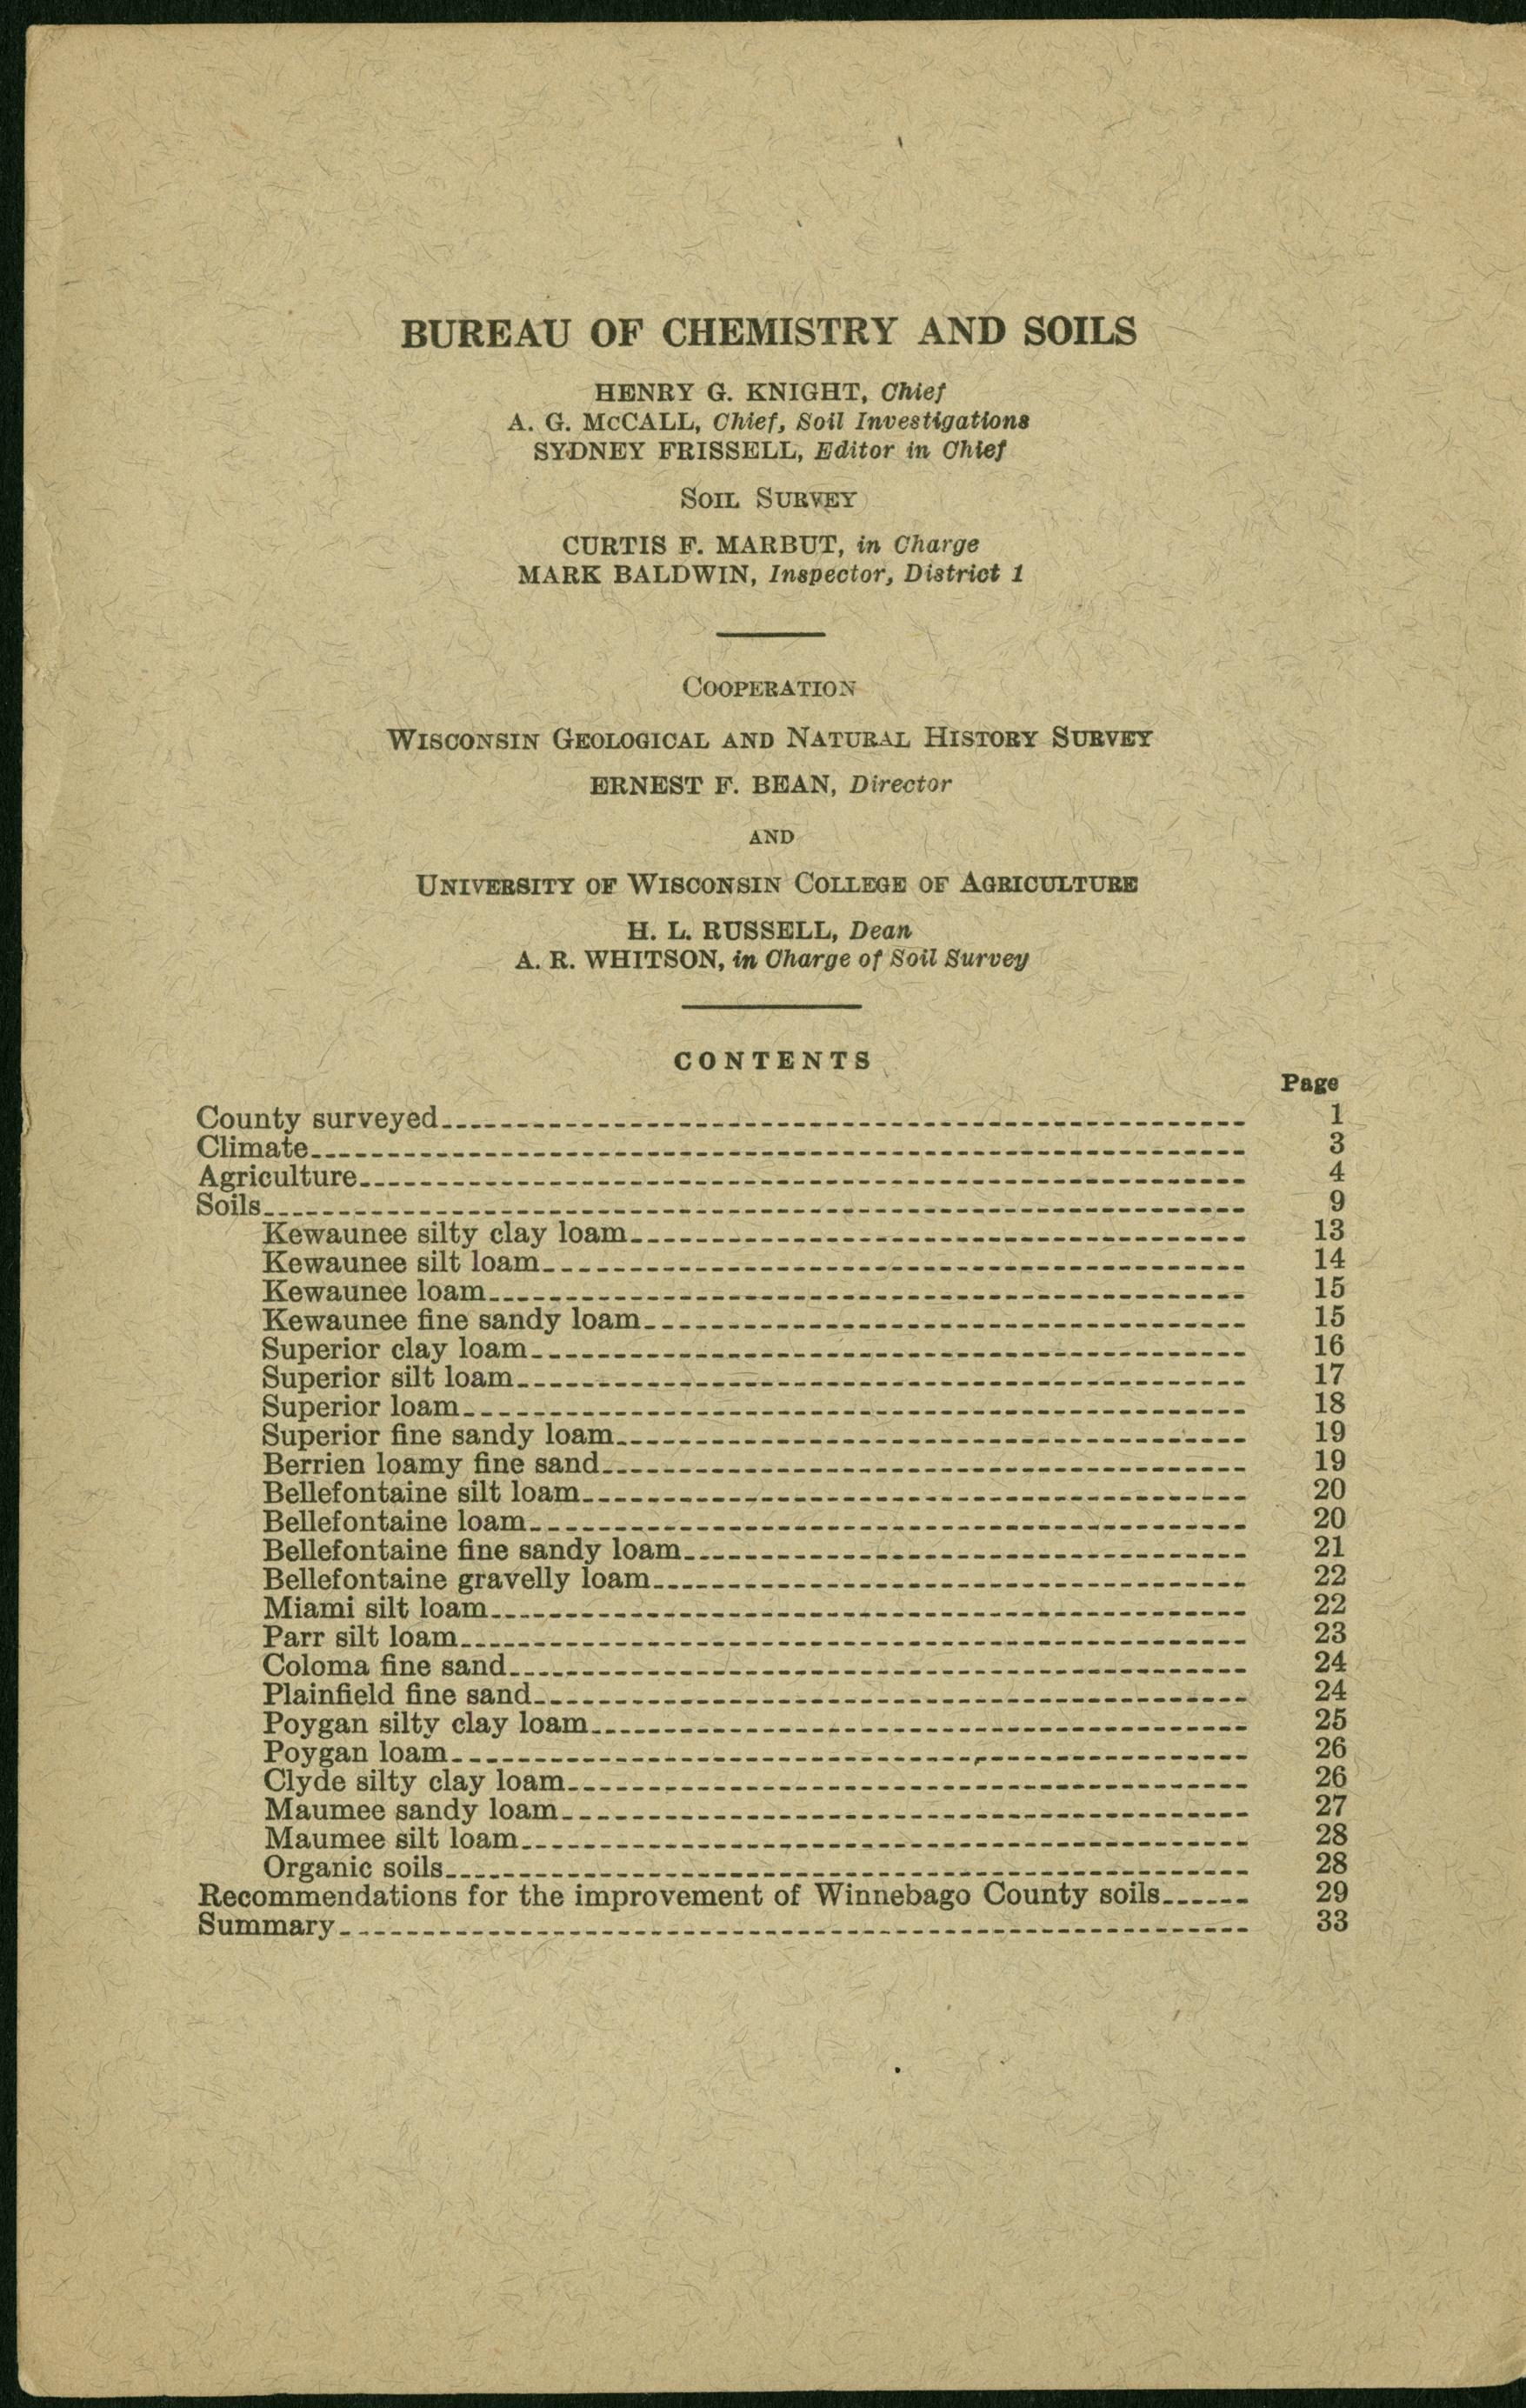 BUREAU OF CHEMISTRY AND SOILS
HENRY G. KNIGHT, Chief
A. G. McCALL, Chief, Soil Investigations
SYDNEY FRISSELL, Editor in Chief
SOIL SURVEY
CURTIS F. MARBUT, in Charge
MARK BALDWIN, Inspector, District 1
COOPERATION
WISCONSIN GEOLOGICAL AND NATURAL HISTORY SURVEY
ERNEST F. BEAN, Director
AND
UNIVERSITY OF WISCONSIN COLLEGE OF AGRICULTURE
H. L. RUSSELL, Dean
A. R. WHITSON, in Charge of Soil Survey
CONTENTS
Page
County surveyed 1
Climate 3
Agriculture 4
Soils 9
Kewaunee silty clay loam 13
Kewaunee silt loam 14
Kewaunee loam 15
Kewaunee fine sandy loam 15
Superior clay loam 16
Superior silt loam 17
Superior loam 18
Superior fine sandy loam 19
Berrien loamy fine sand 19
Bellefontaine silt loam 20
Bellefontaine loam 20
Bellefontaine fine sandy loam 21
Bellefontaine gravelly loam 22
Miami silt loam 22
Parr silt loam 23
Coloma fine sand 24
Plainfield fine sand 24
Poygan silty clay loam 25
Poygan loam 26
Clyde silty clay loam 26
Maumee sandy loam 27
Maumee silt loam 28
Organic soils 28
Recommendations for the improvement of Winnebago County soils 29
Summary 33